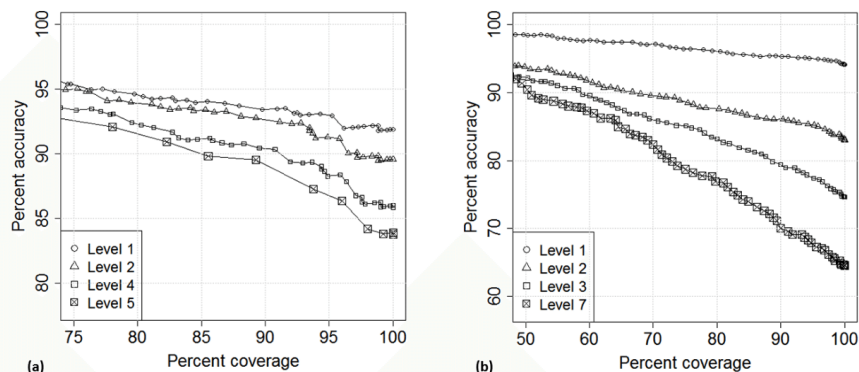 100
95
90
85
80
Percent accuracy
Level 1
Level 2
Level 4
Level 5
75 80 85 90 95 100
Percent coverage
(a)
100
90
80
70
60
Percent accuracy
Level 1
Level 2
Level 3
Level 7
50 60 70 80 90 100
Percent coverage
(b)